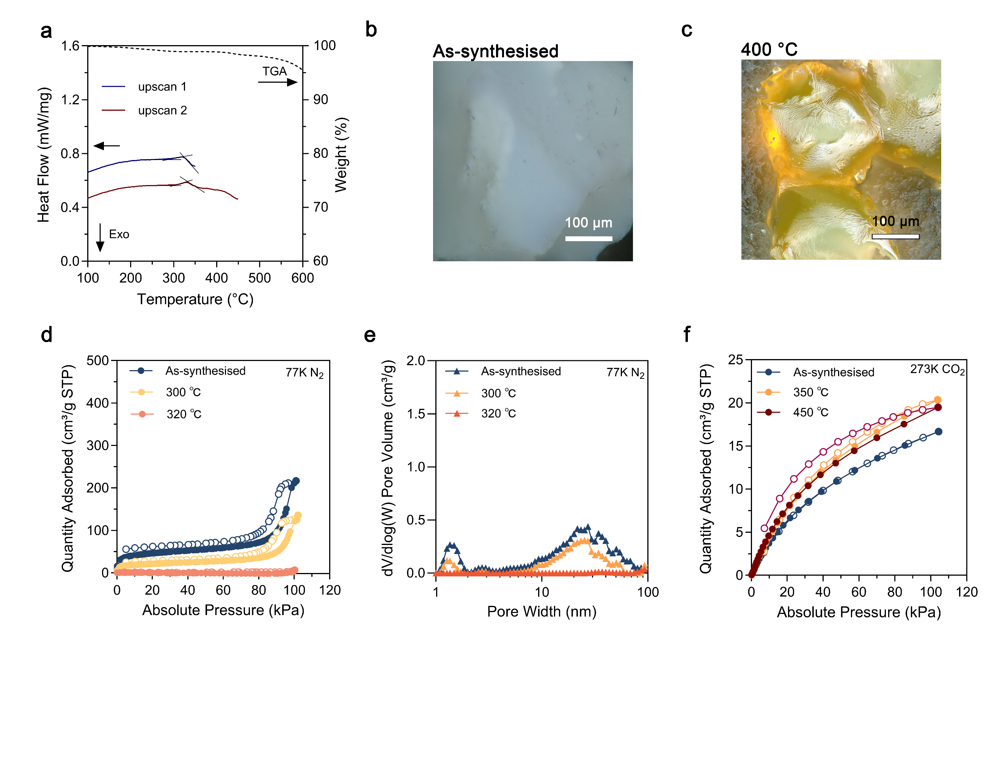 a
1.6
1.2
0.8
0.4
0.0
100
90
80
70
60
TGA
upscan 1
upscan 2
Exo
100 200 300 400 500 600
Heat Flow (mW/mg)
Weight (%)
Temperature (°C)
b
As-synthesised
100 μm
c
400 °C
100 μm
d
500
400
300
200
100
0
As-synthesised
300 ℃
320 ℃
77K N₂
0 20 40 60 80 100 120
Quantity Adsorbed (cm³/g STP)
Absolute Pressure (kPa)
e
2.0
1.5
1.0
0.5
0.0
As-synthesised
300 ℃
320 ℃
77K N₂
1 10 100
dV/dlog(W) Pore Volume (cm³/g)
Pore Width (nm)
f
25
20
15
10
5
0
As-synthesised
350 ℃
450 ℃
273K CO₂
0 20 40 60 80 100 120
Quantity Adsorbed (cm³/g STP)
Absolute Pressure (kPa)